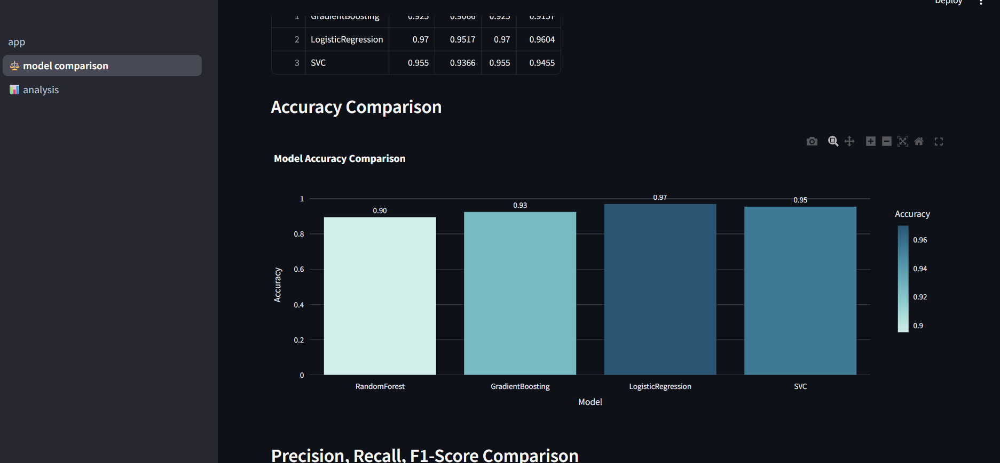 Deploy
app
model comparison
analysis
1 GradientBoosting 0.925 0.9066 0.925 0.9157
2 LogisticRegression 0.97 0.9517 0.97 0.9604
3 SVC 0.955 0.9366 0.955 0.9455
Accuracy Comparison
Model Accuracy Comparison
Accuracy
1
0.8
0.6
0.4
0.2
0
0.90
0.93
0.97
0.95
RandomForest
GradientBoosting
LogisticRegression
SVC
Model
Accuracy
0.96
0.94
0.92
0.9
Precision, Recall, F1-Score Comparison